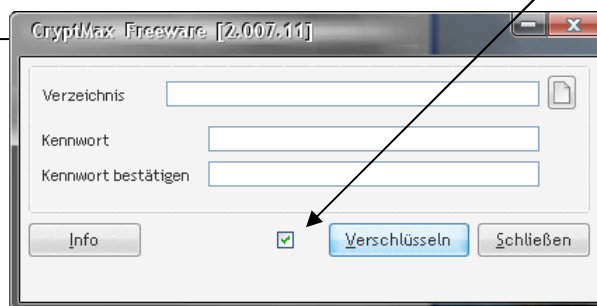 CryptMax Freeware [2.007.11]
Verzeichnis
Kennwort
Kennwort bestätigen
Info
Verschlüsseln
Schließen